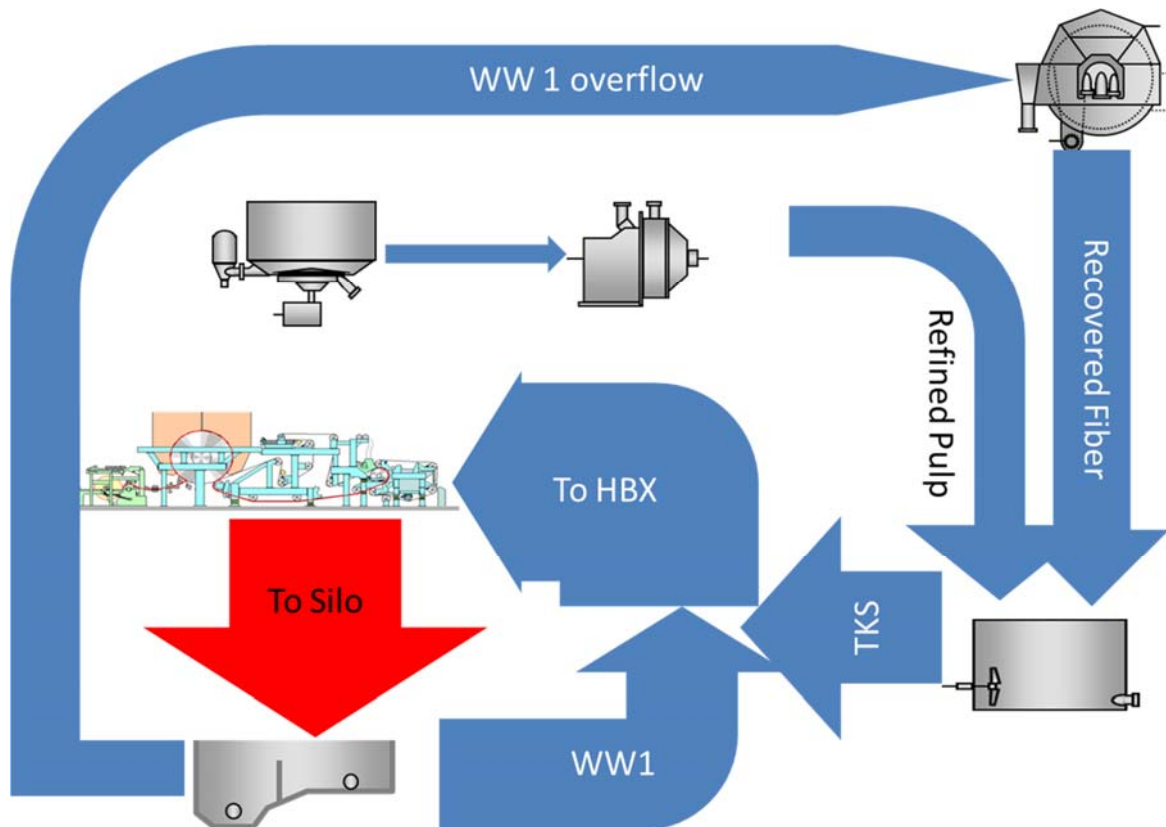 WW 1 overflow
Recovered Fiber
Refined Pulp
To HBX
To Silo
TKS
WW1